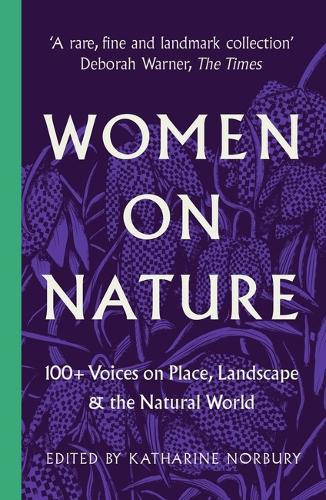 ‘A rare, fine and landmark collection’
Deborah Warner, The Times
WOMEN
ON
NATURE
100+ Voices on Place, Landscape
& the Natural World
EDITED BY KATHARINE NORBURY